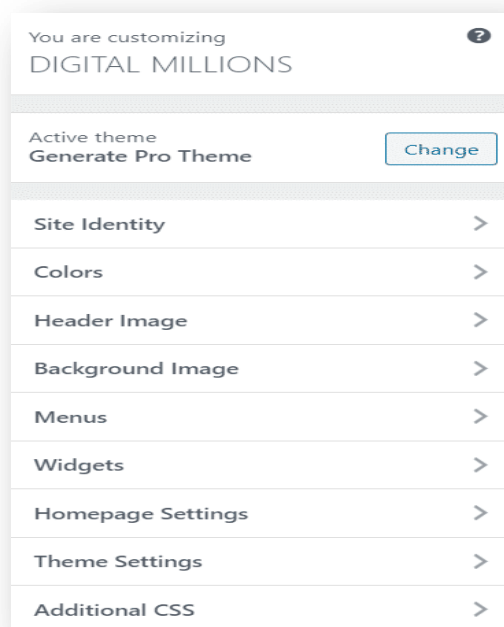 You are customizing
?
DIGITAL MILLIONS
Active theme
Generate Pro Theme
Change
Site Identity
Colors
Header Image
Background Image
Menus
Widgets
Homepage Settings
Theme Settings
Additional CSS